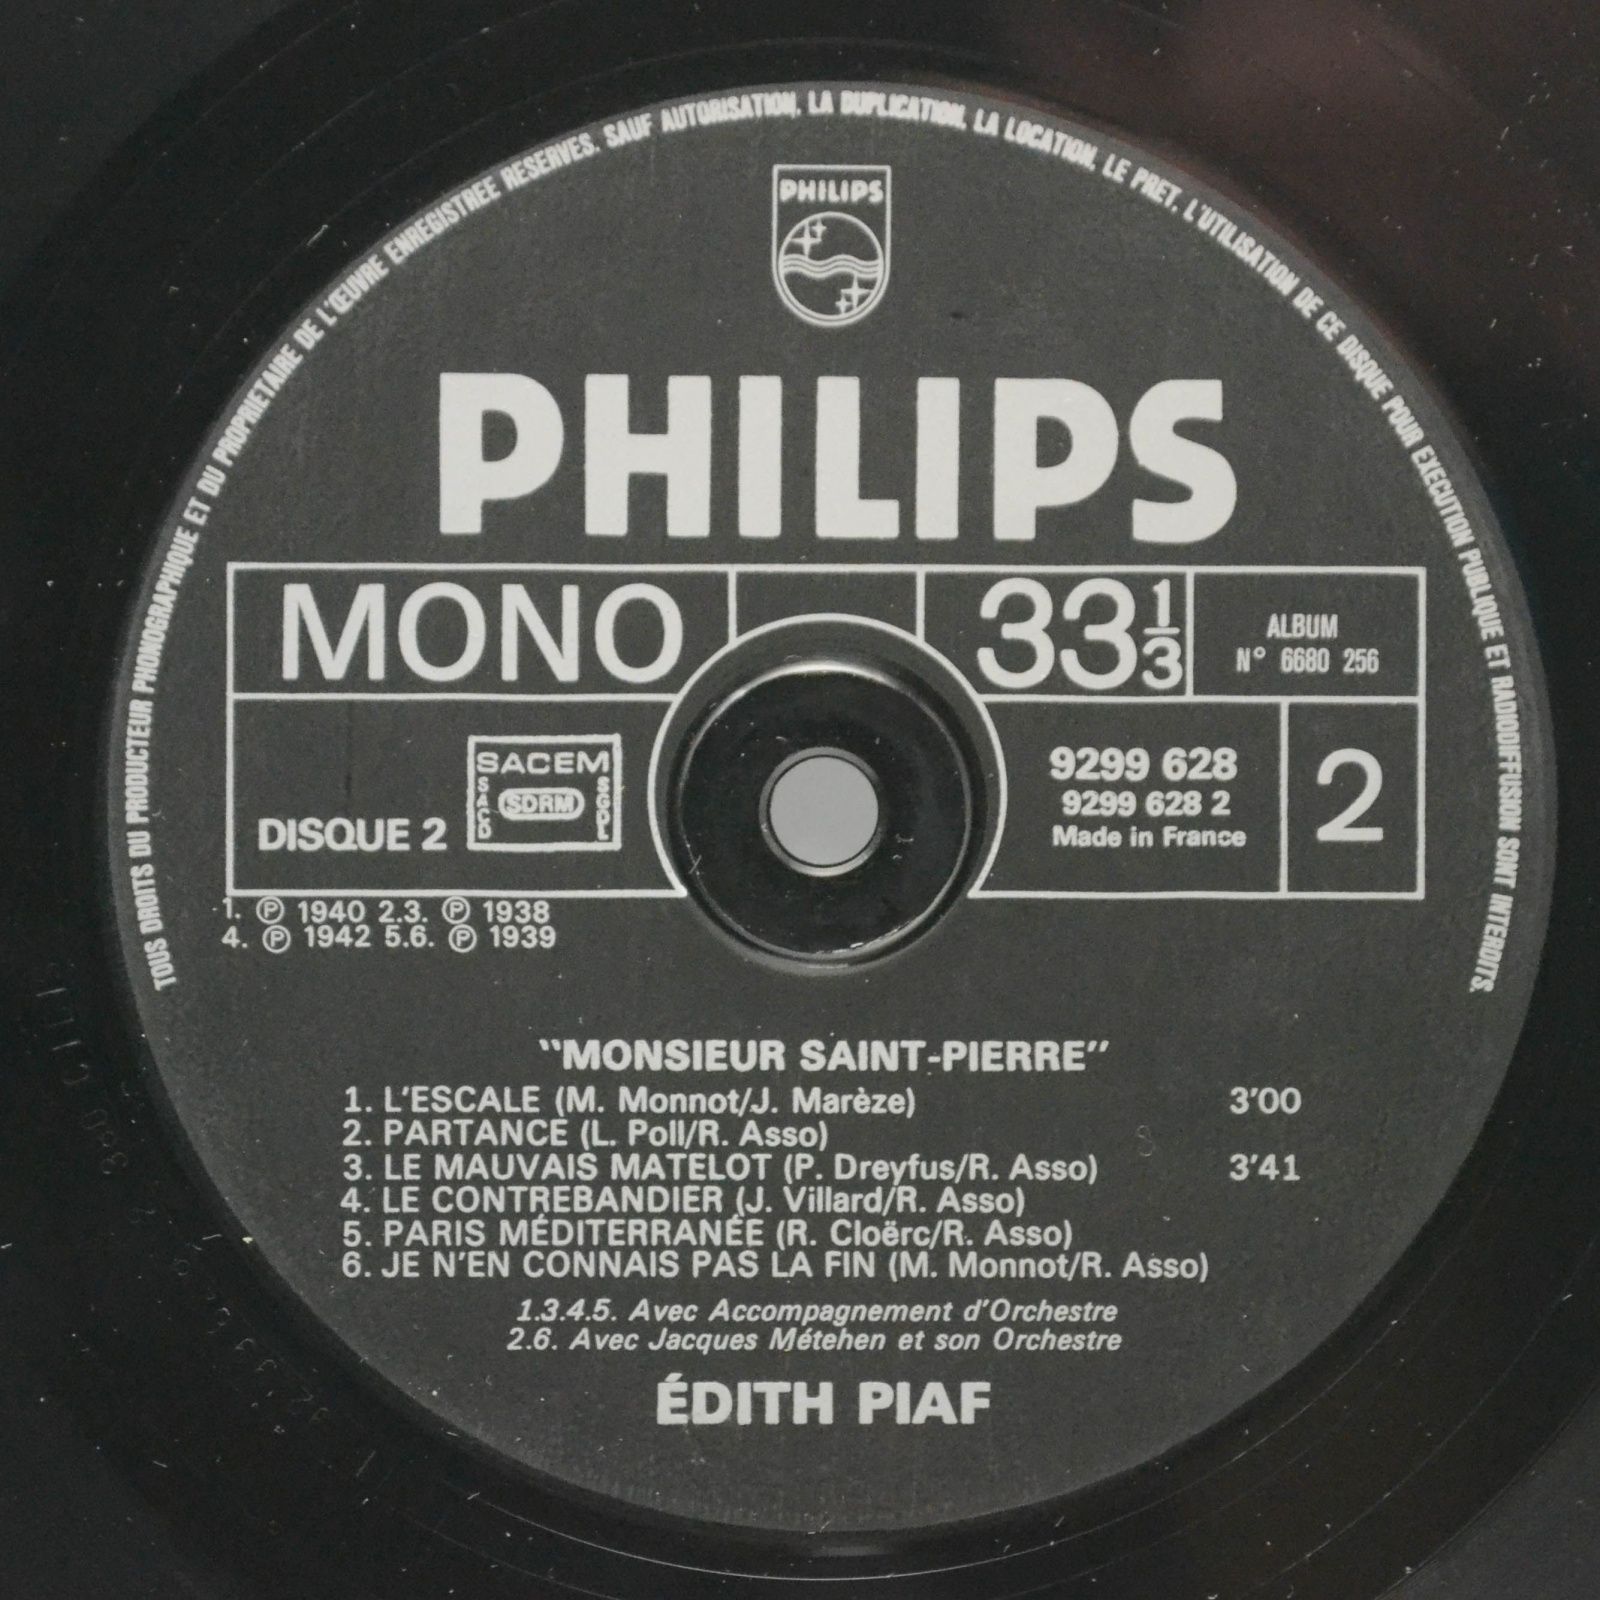 TOUS DROITS DU PRODUCTEUR PHONOGRAPHIQUE ET DU PROPRIETAIRE DE L'ŒUVRE ENREGISTREE RESERVES. SAUF AUTORISATION, LA DUPLICATION, LA LOCATION, LE PRET, L'UTILISATION DE CE DISQUE POUR EXECUTION PUBLIQUE ET RADIODIFFUSION SONT INTERDITS.
PHILIPS
PHILIPS
MONO
33 1/3
ALBUM
N° 6680 256
DISQUE 2
SACEM
SACD SDRM SGDL
9299 628
9299 628 2
Made in France
2
1. Ⓟ 1940 2.3. Ⓟ 1938
4. Ⓟ 1942 5.6. Ⓟ 1939
"MONSIEUR SAINT-PIERRE"
1. L'ESCALE (M. Monnot/J. Marèze) 3'00
2. PARTANCE (L. Poll/R. Asso)
3. LE MAUVAIS MATELOT (P. Dreyfus/R. Asso) 3'41
4. LE CONTREBANDIER (J. Villard/R. Asso)
5. PARIS MÉDITERRANÉE (R. Cloërc/R. Asso)
6. JE N'EN CONNAIS PAS LA FIN (M. Monnot/R. Asso)
1.3.4.5. Avec Accompagnement d'Orchestre
2.6. Avec Jacques Métehen et son Orchestre
ÉDITH PIAF